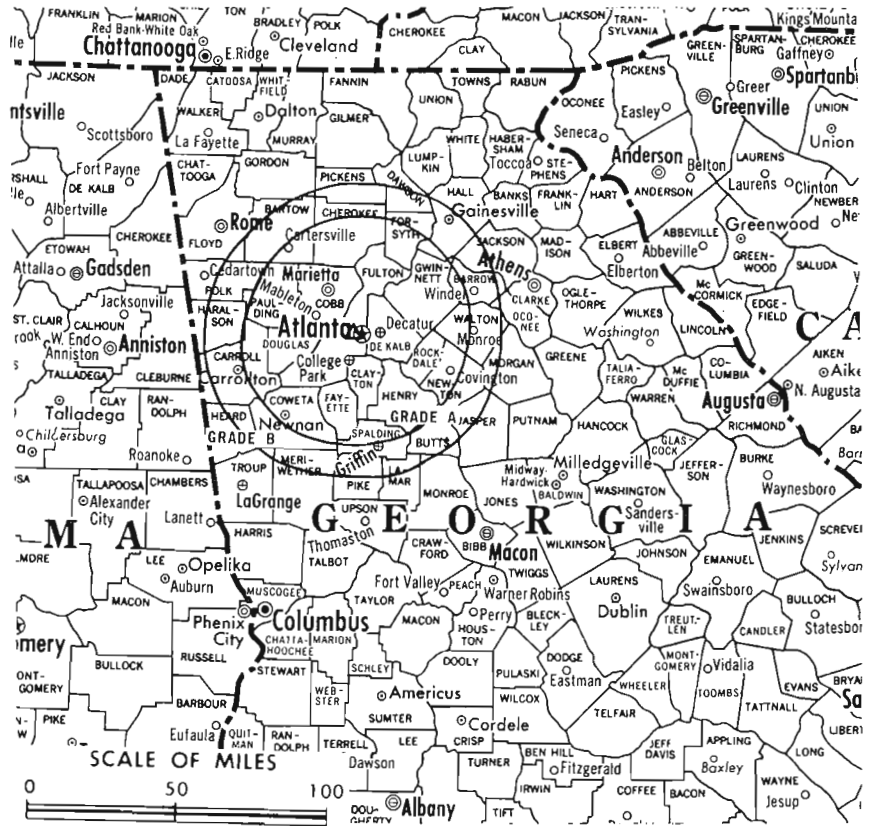 FRANKLIN
MARION
TON
BRADLEY
POLK
MACON
JACKSON
TRAN-
SYLVANIA
POLK
Kings Mounta
Red Bank-White Oak
Chattanooga
E.Ridge
Cleveland
CHEROKEE
CLAY
GREEN-
VILLE
SPARTAN-
BURG
CHEROKEE
Gaffney
Spartanb
JACKSON
DADE
CATOOSA
WHIT-
FIELD
FANNIN
TOWNS
RABUN
PICKENS
Greer
Greenville
ntsville
WALKER
Dalton
GILMER
UNION
OCONEE
Easley
UNION
Union
Scottsboro
La Fayette
MURRAY
WHITE
HABER-
SHAM
Toccoa
STE-
PHENS
Seneca
Anderson
Belton
LAURENS
Laurens
Clinton
Fort Payne
DE KALB
CHAT-
TOOGA
GORDON
PICKENS
LUMP-
KIN
DAWSON
HALL
BANKS
FRANK-
LIN
HART
ANDERSON
RSHALL
Albertville
NEWBER
Ne
BARTOW
CHEROKEE
FOR-
SYTH
Gainesville
ABBEVILLE
Greenwood
CHEROKEE
Rome
FLOYD
Cartersville
JACKSON
MAD-
ISON
ELBERT
Elberton
Abbeville
GREEN-
WOOD
SALUDA
ETOWAH
Attalla
Gadsden
Cedartown
POLK
Marietta
COBB
FULTON
GWIN-
NETT
BARROW
Winder
Athens
CLARKE
OCO-
NEE
OGLE-
THORPE
Mc
CORMICK
EDGE-
FIELD
Jacksonville
HARAL-
SON
PAUL-
DING
Mableton
Atlanta
Decatur
DE KALB
WALTON
Monroe
WILKES
Washington
LINCOLN
C A
ST. CLAIR
CALHOUN
W. End
Anniston
Anniston
DOUGLAS
College
Park
ROCK-
DALE
MORGAN
GREENE
TALIA-
FERRO
Mc
DUFFIE
CO-
LUMBIA
AIKEN
Aike
TALLADEGA
CLEBURNE
CARROLL
Carrollton
CLAY-
TON
NEW-
TON
Covington
WARREN
Augusta
N. Augusta
CLAY
RAN-
DOLPH
Talladega
HEARD
COWETA
Newnan
FAY-
ETTE
HENRY
GRADE A
JASPER
PUTNAM
HANCOCK
RICHMOND
Childersburg
GRADE B
SPALDING
BUTTS
GLAS-
COCK
Roanoke
TROUP
MERI-
WETHER
Griffin
PIKE
LA-
MAR
MONROE
JONES
Midway-
Hardwick
Milledgeville
BALDWIN
JEFFER-
SON
BURKE
Waynesboro
TALLAPOOSA
CHAMBERS
Alexander
City
LaGrange
UPSON
WASHINGTON
Sanders-
ville
Lanett
M A
G E O R G I A
HARRIS
Thomaston
TALBOT
CRAW-
FORD
BIBB
Macon
WILKINSON
JOHNSON
EMANUEL
JENKINS
SCREVE
Sylvan
LMORE
LEE
Opelika
Auburn
TWIGGS
MACON
MUSCOGEE
TAYLOR
Fort Valley
PEACH
Warner Robins
LAURENS
Dublin
Swainsboro
BULLOCH
Statesbor
Phenix
City
Columbus
MACON
HOUS-
TON
Perry
BLECK-
LEY
TREUT-
LEN
CANDLER
omery
RUSSELL
CHATTA-
HOOCHEE
MARION
BULLOCK
STEWART
SCHLEY
DOOLY
DODGE
Eastman
MONT-
GOMERY
Vidalia
ONT-
GOMERY
WEB-
STER
Americus
PULASKI
WHEELER
TOOMBS
EVANS
BRYA
TATTNALL
Sa
PIKE
BARBOUR
SUMTER
Cordele
WILCOX
TELFAIR
LIBERT
Eufaula
QUIT-
MAN
RAN-
DOLPH
TERRELL
LEE
CRISP
BEN HILL
JEFF
DAVIS
APPLING
LONG
SCALE OF MILES
Dawson
TURNER
Fitzgerald
Baxley
0 50 100
IRWIN
COFFEE
BACON
WAYNE
Jesup
DOU-
GHERTY
Albany
TIFT